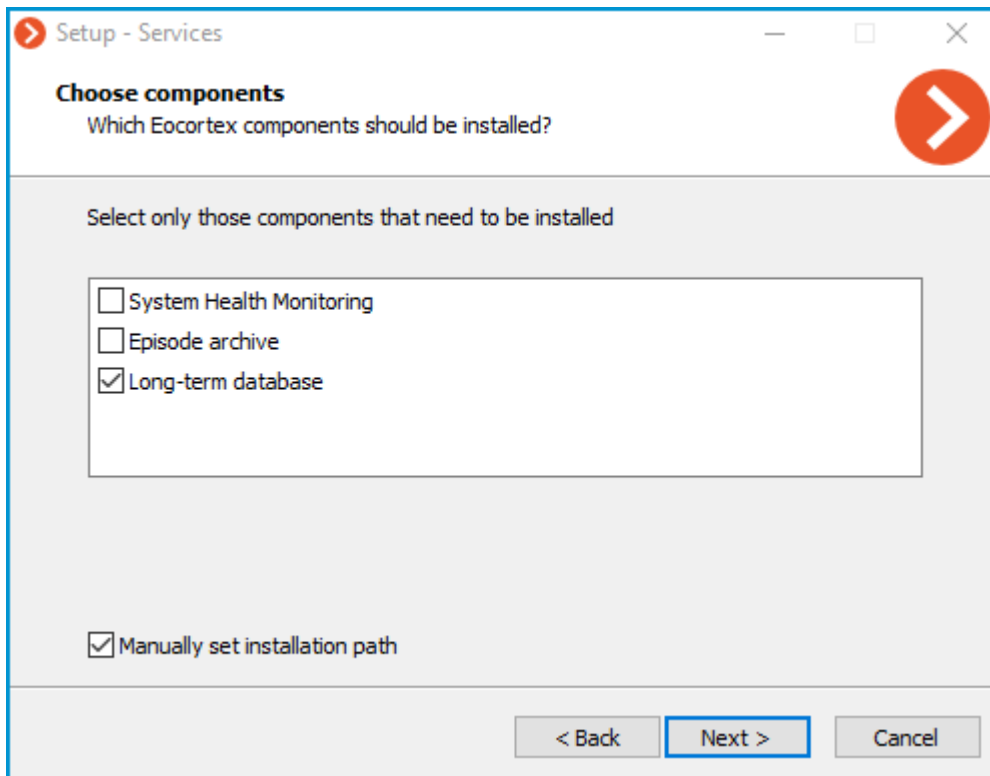 Setup - Services
Choose components
Which Eocortex components should be installed?
Select only those components that need to be installed
System Health Monitoring
Episode archive
Long-term database
Manually set installation path
< Back
Next >
Cancel